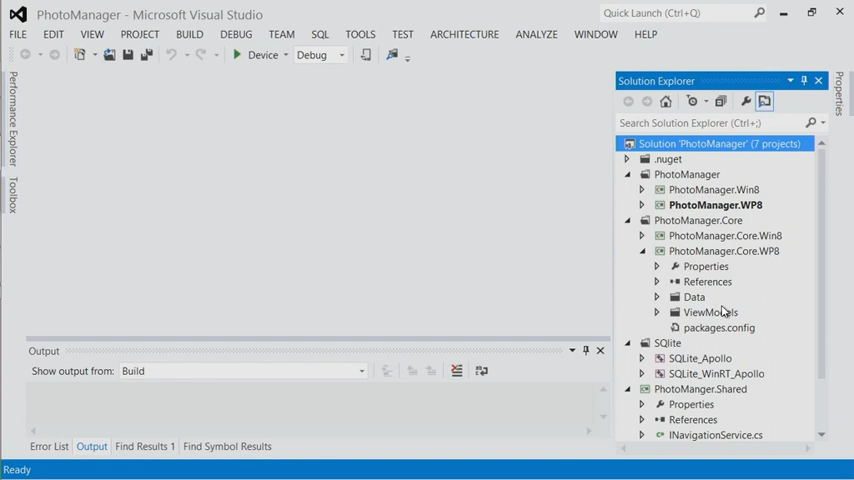 PhotoManager - Microsoft Visual Studio
Quick Launch (Ctrl+Q)
FILE EDIT VIEW PROJECT BUILD DEBUG TEAM SQL TOOLS TEST ARCHITECTURE ANALYZE WINDOW HELP
Device Debug
Performance Explorer
Toolbox
Solution Explorer
Search Solution Explorer (Ctrl+;)
Solution 'PhotoManager' (7 projects)
.nuget
PhotoManager
PhotoManager.Win8
PhotoManager.WP8
PhotoManager.Core
PhotoManager.Core.Win8
PhotoManager.Core.WP8
Properties
References
Data
ViewModels
packages.config
SQlite
SQLite_Apollo
SQLite_WinRT_Apollo
PhotoManger.Shared
Properties
References
INavigationService.cs
Properties
Output
Show output from: Build
Error List Output Find Results 1 Find Symbol Results
Ready